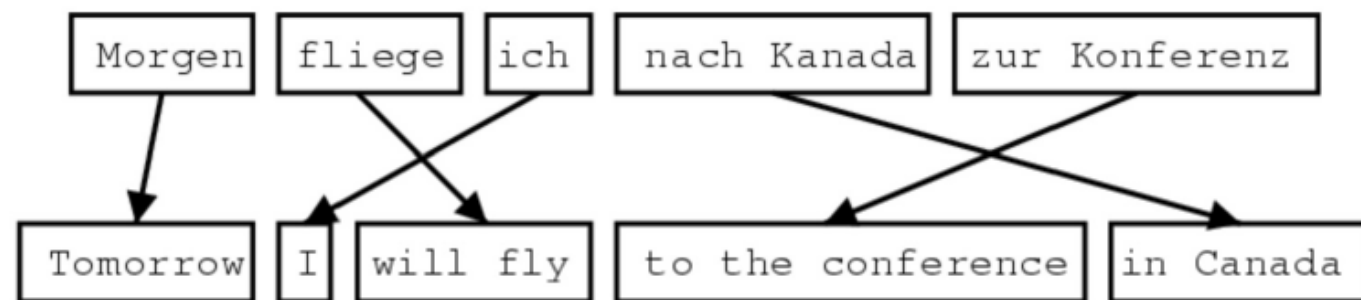 Morgen fliege ich nach Kanada zur Konferenz
Tomorrow I will fly to the conference in Canada